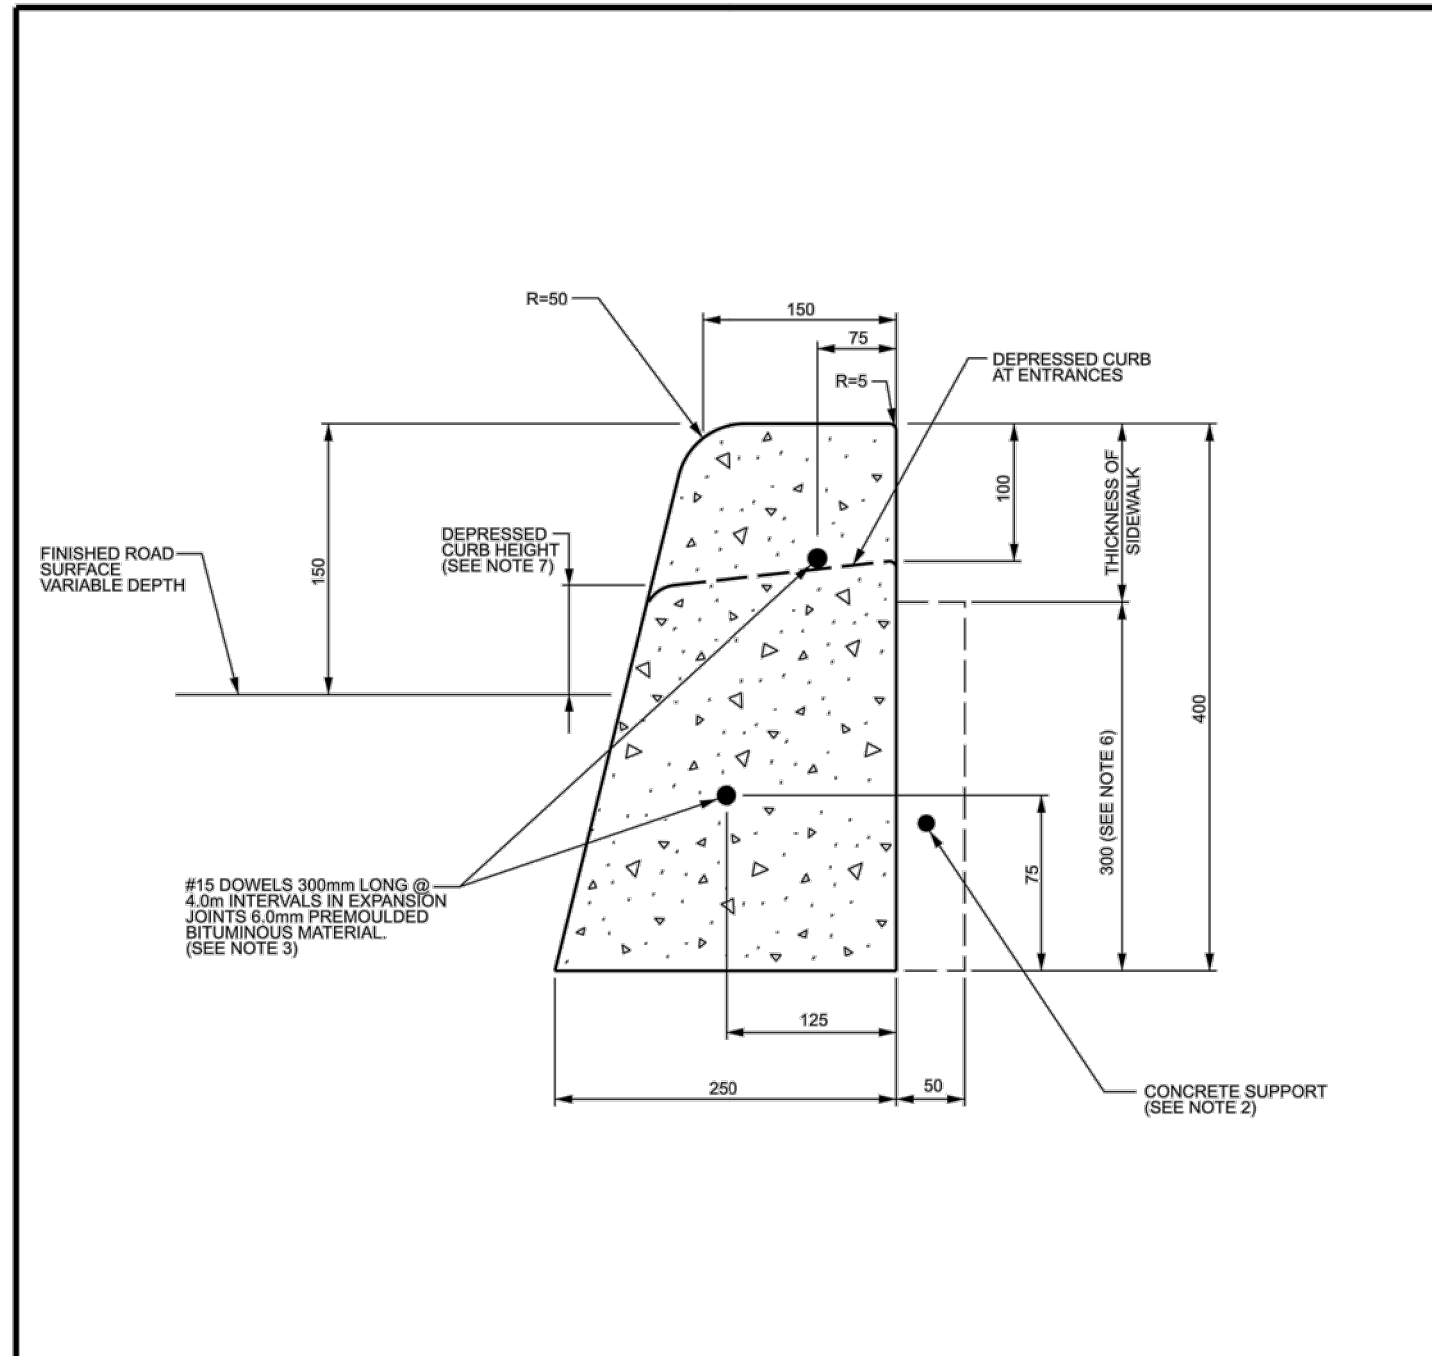 R=50
150
75
R=5
DEPRESSED CURB
AT ENTRANCES
100
THICKNESS OF
SIDEWALK
DEPRESSED
CURB HEIGHT
(SEE NOTE 7)
FINISHED ROAD
SURFACE
VARIABLE DEPTH
150
400
300 (SEE NOTE 6)
75
#15 DOWELS 300mm LONG @
4.0m INTERVALS IN EXPANSION
JOINTS 6.0mm PREMOULDED
BITUMINOUS MATERIAL.
(SEE NOTE 3)
125
250
50
CONCRETE SUPPORT
(SEE NOTE 2)